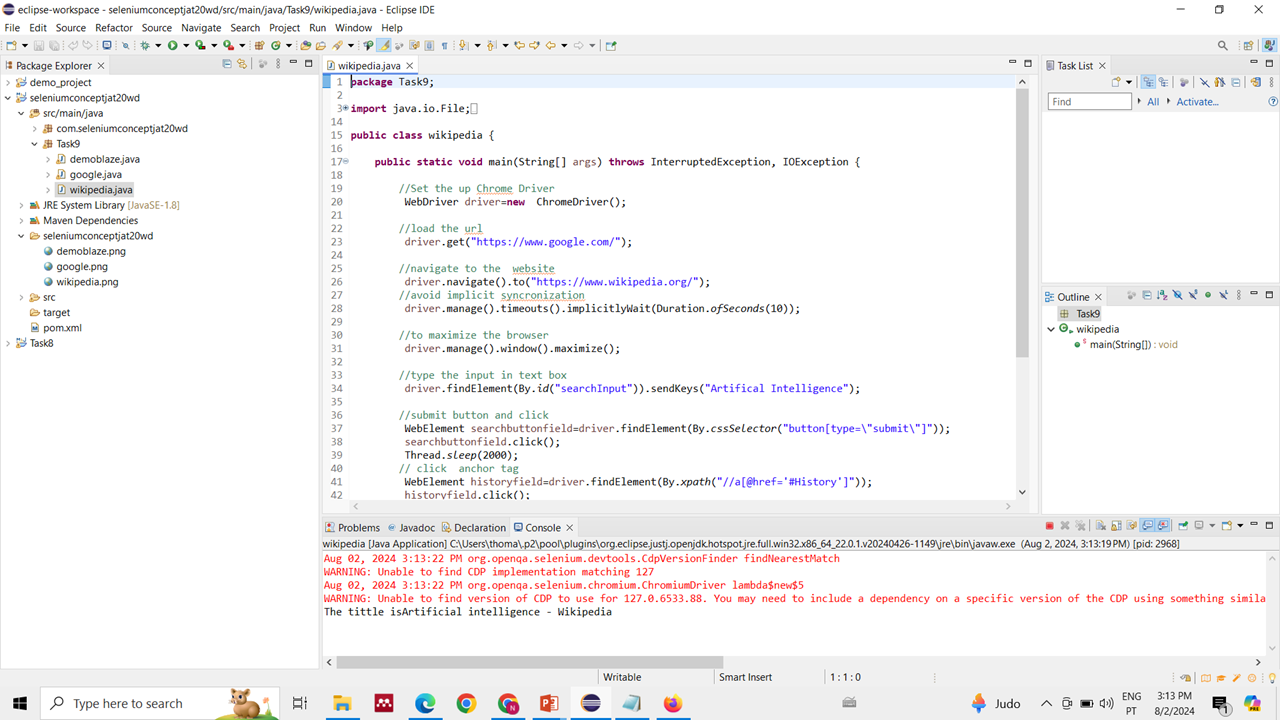 eclipse-workspace - seleniumconceptjat20wd/src/main/java/Task9/wikipedia.java - Eclipse IDE
File Edit Source Refactor Source Navigate Search Project Run Window Help
Package Explorer
demo_project
seleniumconceptjat20wd
src/main/java
com.seleniumconceptjat20wd
Task9
demoblaze.java
google.java
wikipedia.java
JRE System Library [JavaSE-1.8]
Maven Dependencies
seleniumconceptjat20wd
demoblaze.png
google.png
wikipedia.png
src
target
pom.xml
Task8
wikipedia.java
1 package Task9;
2
3 import java.io.File;
14
15 public class wikipedia {
16
17 public static void main(String[] args) throws InterruptedException, IOException {
18
19 //Set the up Chrome Driver
20 WebDriver driver=new  ChromeDriver();
21
22 //load the url
23 driver.get("https://www.google.com/");
24
25 //navigate to the  website
26 driver.navigate().to("https://www.wikipedia.org/");
27 //avoid implicit syncronization
28 driver.manage().timeouts().implicitlyWait(Duration.ofSeconds(10));
29
30 //to maximize the browser
31 driver.manage().window().maximize();
32
33 //type the input in text box
34 driver.findElement(By.id("searchInput")).sendKeys("Artifical Intelligence");
35
36 //submit button and click
37 WebElement searchbuttonfield=driver.findElement(By.cssSelector("button[type=\"submit\"]"));
38 searchbuttonfield.click();
39 Thread.sleep(2000);
40 // click  anchor tag
41 WebElement historyfield=driver.findElement(By.xpath("//a[@href='#History']"));
42 historyfield.click();
Task List
Find All Activate...
Outline
Task9
wikipedia
main(String[]) : void
Problems Javadoc Declaration Console
wikipedia [Java Application] C:\Users\thoma\.p2\pool\plugins\org.eclipse.justj.openjdk.hotspot.jre.full.win32.x86_64_22.0.1.v20240426-1149\jre\bin\javaw.exe (Aug 2, 2024, 3:13:19 PM) [pid: 2968]
Aug 02, 2024 3:13:22 PM org.openqa.selenium.devtools.CdpVersionFinder findNearestMatch
WARNING: Unable to find CDP implementation matching 127
Aug 02, 2024 3:13:22 PM org.openqa.selenium.chromium.ChromiumDriver lambda$new$5
WARNING: Unable to find version of CDP to use for 127.0.6533.88. You may need to include a dependency on a specific version of the CDP using something simila
The tittle isArtificial intelligence - Wikipedia
Writable Smart Insert 1 : 1 : 0
Type here to search
Judo
ENG
PT
3:13 PM
8/2/2024
1